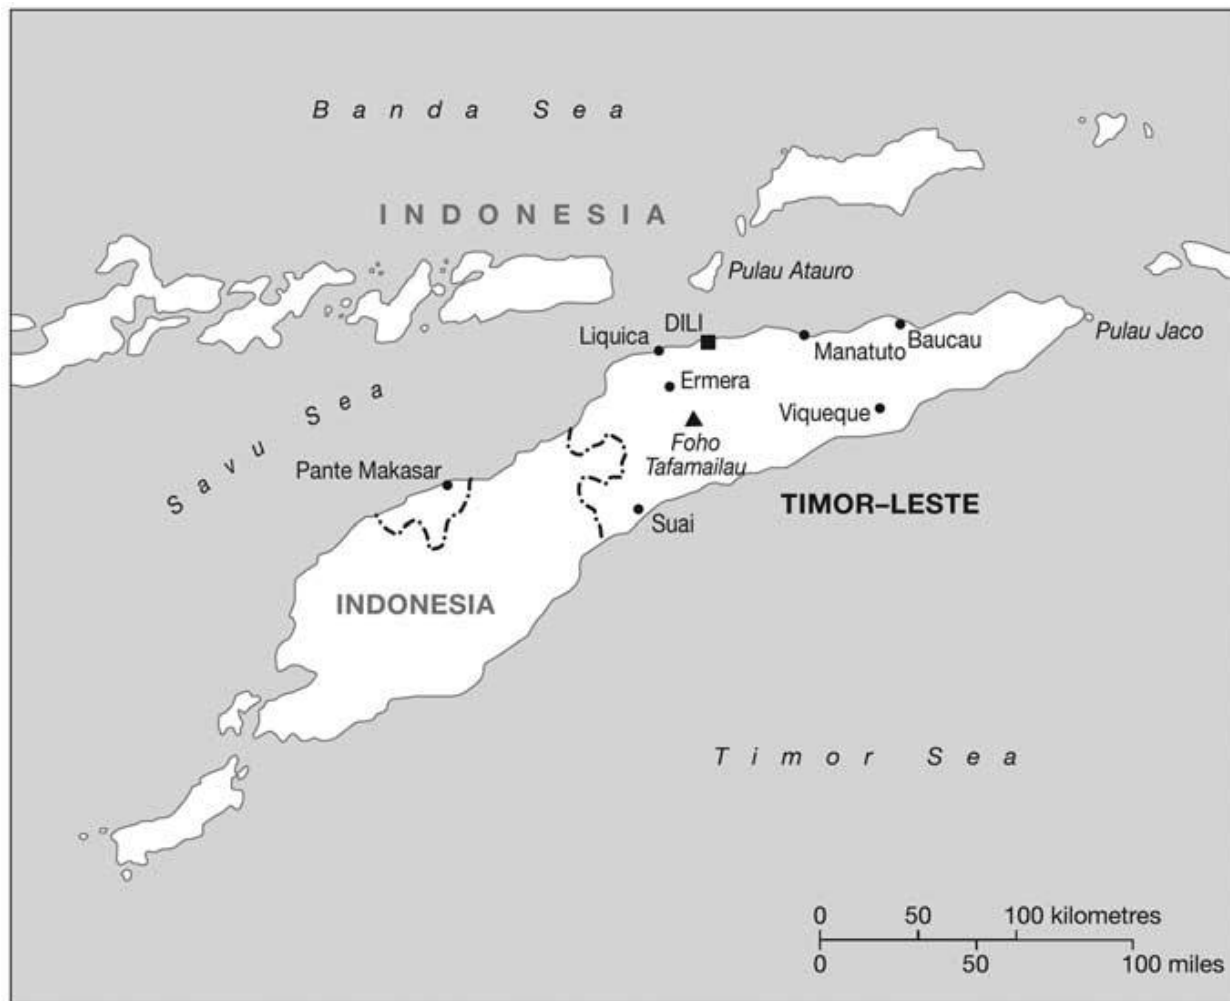 Banda Sea
INDONESIA
Pulau Atauro
Liquica
DILI
Manatuto
Baucau
Pulau Jaco
Ermera
Savu Sea
Viqueque
Foho
Tafamailau
Pante Makasar
TIMOR–LESTE
Suai
INDONESIA
Timor Sea
0 50 100 kilometres
0 50 100 miles